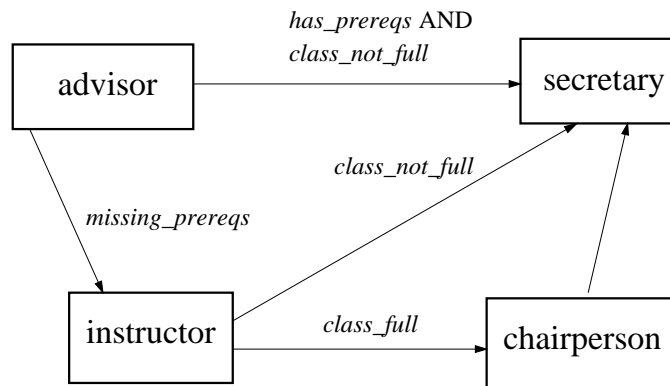 has_prereqs AND
class_not_full
advisor
secretary
class_not_full
missing_prereqs
instructor
class_full
chairperson